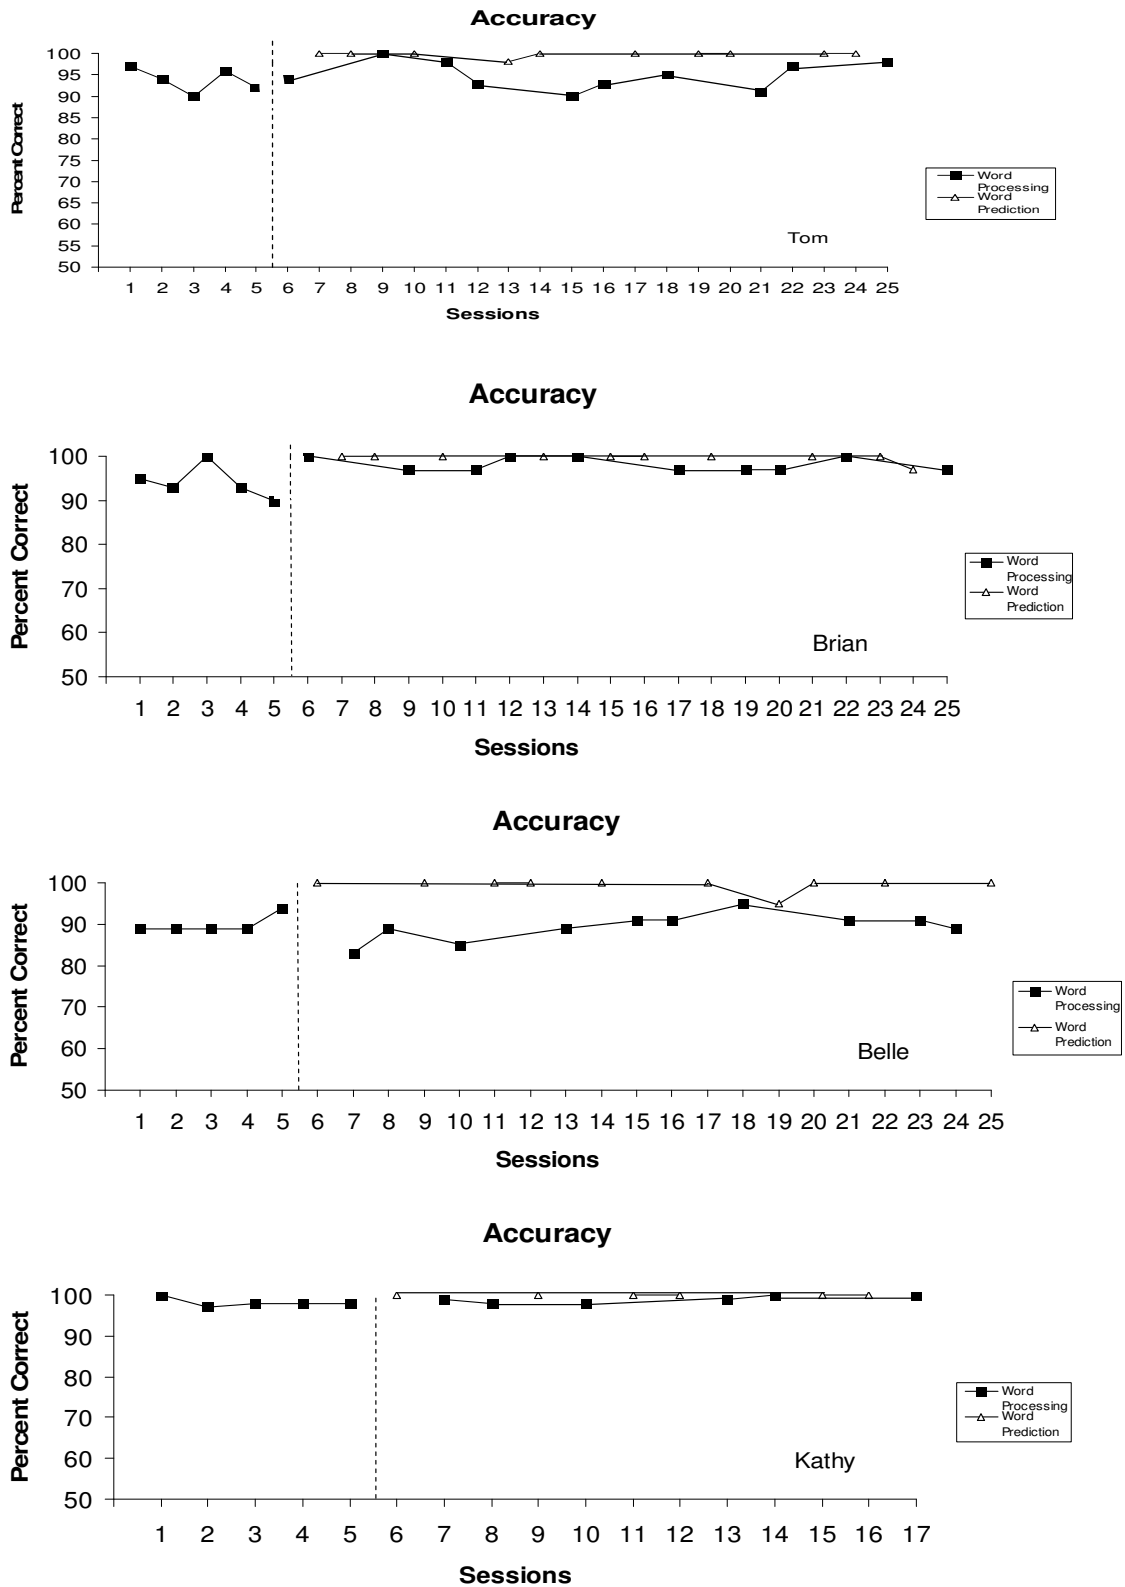 Accuracy
Percent Correct
100
95
90
85
80
75
70
65
60
55
50
1 2 3 4 5 6 7 8 9 10 11 12 13 14 15 16 17 18 19 20 21 22 23 24 25
Sessions
Word
Processing
Word
Prediction
Tom
Accuracy
Percent Correct
100
90
80
70
60
50
1 2 3 4 5 6 7 8 9 10 11 12 13 14 15 16 17 18 19 20 21 22 23 24 25
Sessions
Word
Processing
Word
Prediction
Brian
Accuracy
Percent Correct
100
90
80
70
60
50
1 2 3 4 5 6 7 8 9 10 11 12 13 14 15 16 17 18 19 20 21 22 23 24 25
Sessions
Word
Processing
Word
Prediction
Belle
Accuracy
Percent Correct
100
90
80
70
60
50
1 2 3 4 5 6 7 8 9 10 11 12 13 14 15 16 17
Sessions
Word
Processing
Word
Prediction
Kathy